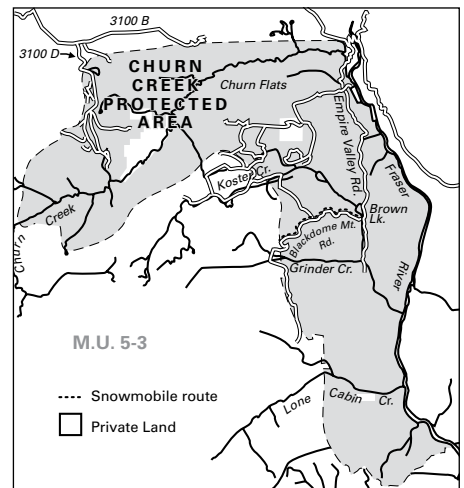 3100 B
3100 D
CHURN
CREEK
PROTECTED
AREA
Churn Flats
Empire Valley Rd.
Fraser
River
Koster Cr.
Brown
Lk.
Blackdome Mt.
Rd.
Grinder Cr.
Churn
Creek
M.U. 5-3
Snowmobile route
Private Land
Lone Cabin Cr.